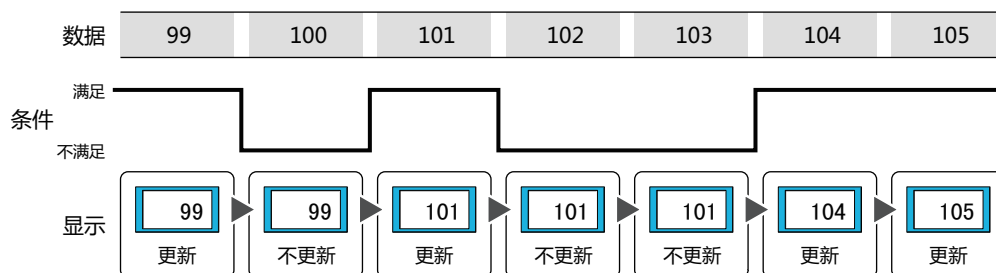 数据 99 100 101 102 103 104 105
满足
条件
不满足
显示 99 99 101 101 101 104 105
更新 不更新 更新 不更新 不更新 更新 更新